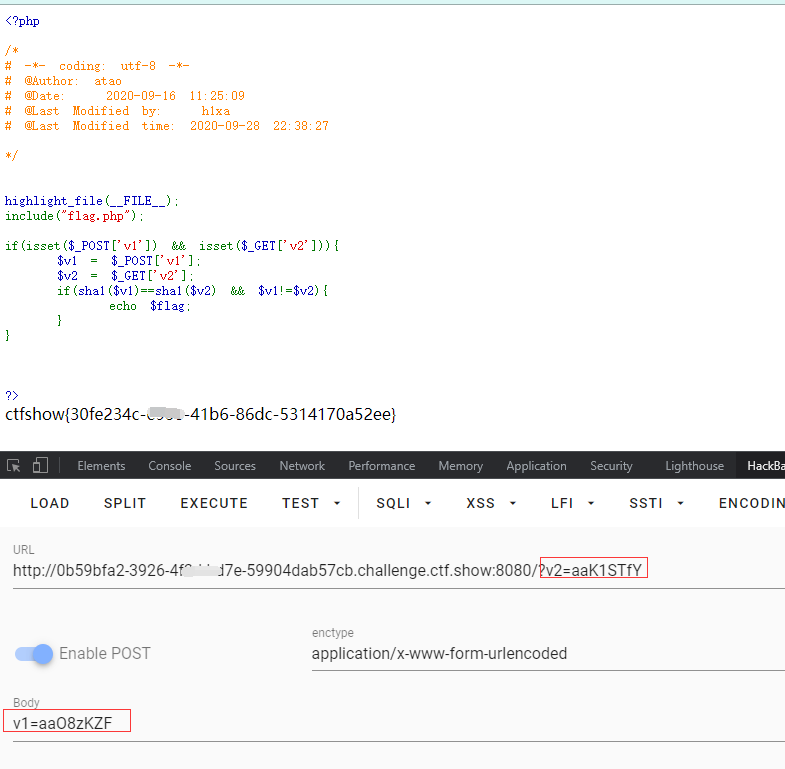 <?php
/*
# -*- coding: utf-8 -*-
# @Author: atao
# @Date: 2020-09-16 11:25:09
# @Last Modified by: h1xa
# @Last Modified time: 2020-09-28 22:38:27
*/
highlight_file(__FILE__);
include("flag.php");
if(isset($_POST['v1']) && isset($_GET['v2'])){
$v1 = $_POST['v1'];
$v2 = $_GET['v2'];
if(sha1($v1)==sha1($v2) && $v1!=$v2){
echo $flag;
}
}
?>
ctfshow{30fe234c- -41b6-86dc-5314170a52ee}
Elements Console Sources Network Performance Memory Application Security Lighthouse HackBa
LOAD SPLIT EXECUTE TEST SQLI XSS LFI SSTI ENCODIN
URL
http://0b59bfa2-3926-4f d7e-59904dab57cb.challenge.ctf.show:8080/?v2=aaK1STfY
enctype
Enable POST application/x-www-form-urlencoded
Body
v1=aaO8zKZF